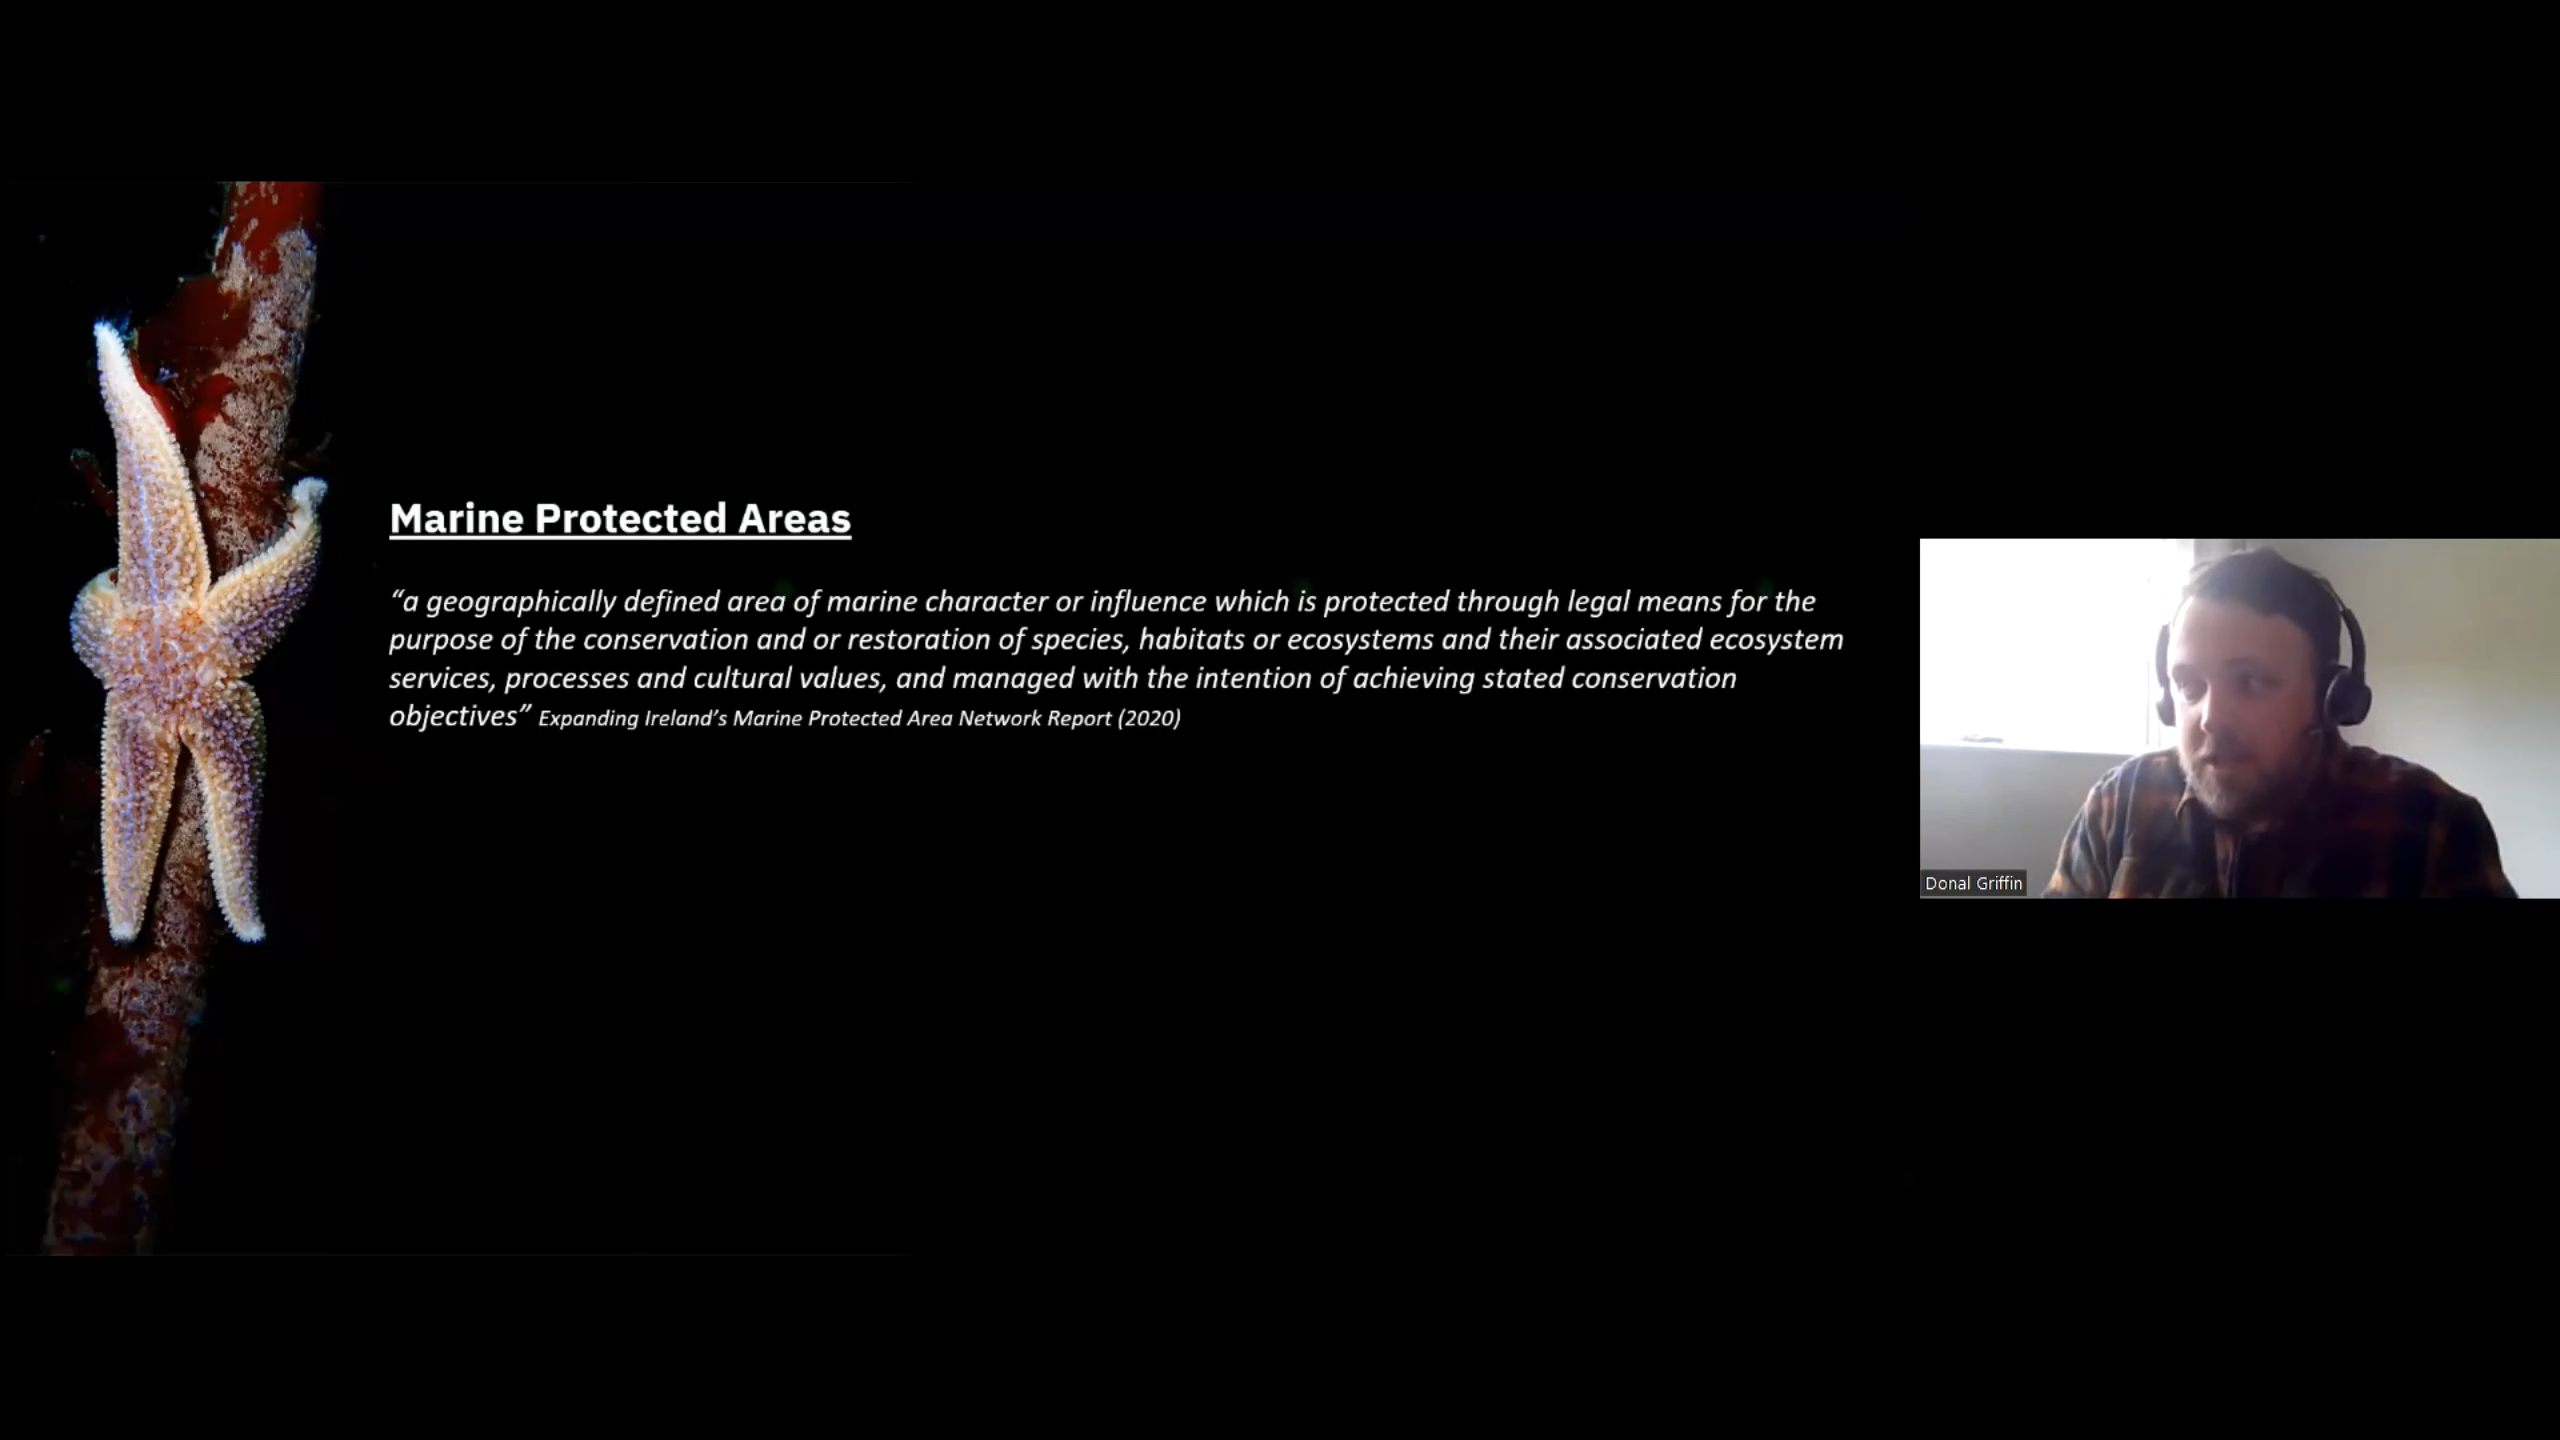 Marine Protected Areas
“a geographically defined area of marine character or influence which is protected through legal means for the
purpose of the conservation and or restoration of species, habitats or ecosystems and their associated ecosystem
services, processes and cultural values, and managed with the intention of achieving stated conservation
objectives” Expanding Ireland’s Marine Protected Area Network Report (2020)
Donal Griffin